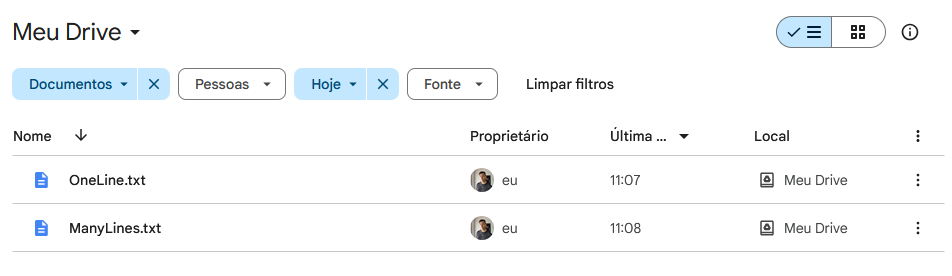 Meu Drive
Documentos Pessoas Hoje Fonte Limpar filtros
Nome Proprietário Última ... Local
OneLine.txt eu 11:07 Meu Drive
ManyLines.txt eu 11:08 Meu Drive